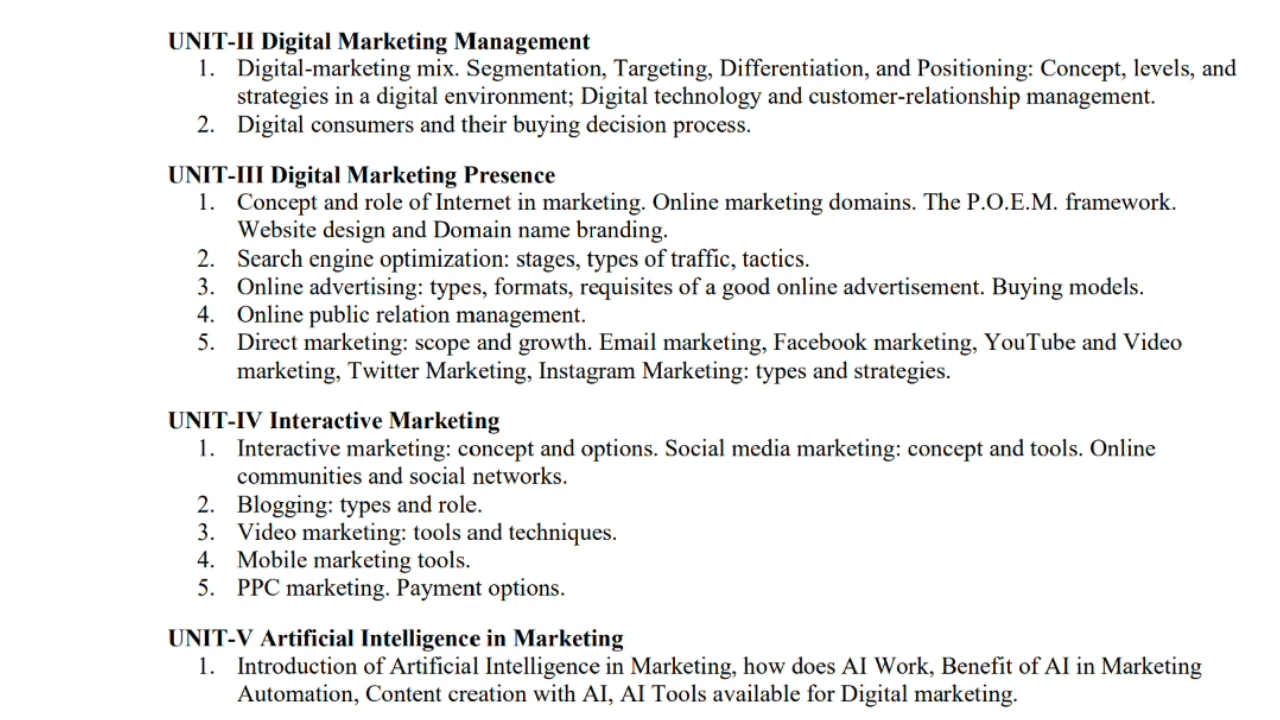 UNIT-II Digital Marketing Management
1. Digital-marketing mix. Segmentation, Targeting, Differentiation, and Positioning: Concept, levels, and
strategies in a digital environment; Digital technology and customer-relationship management.
2. Digital consumers and their buying decision process.
UNIT-III Digital Marketing Presence
1. Concept and role of Internet in marketing. Online marketing domains. The P.O.E.M. framework.
Website design and Domain name branding.
2. Search engine optimization: stages, types of traffic, tactics.
3. Online advertising: types, formats, requisites of a good online advertisement. Buying models.
4. Online public relation management.
5. Direct marketing: scope and growth. Email marketing, Facebook marketing, YouTube and Video
marketing, Twitter Marketing, Instagram Marketing: types and strategies.
UNIT-IV Interactive Marketing
1. Interactive marketing: concept and options. Social media marketing: concept and tools. Online
communities and social networks.
2. Blogging: types and role.
3. Video marketing: tools and techniques.
4. Mobile marketing tools.
5. PPC marketing. Payment options.
UNIT-V Artificial Intelligence in Marketing
1. Introduction of Artificial Intelligence in Marketing, how does AI Work, Benefit of AI in Marketing
Automation, Content creation with AI, AI Tools available for Digital marketing.